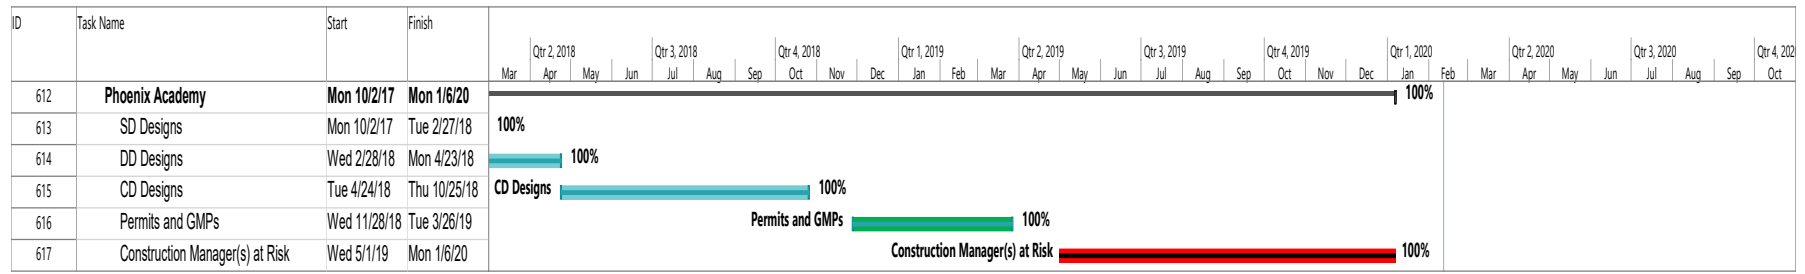 ID Task Name Start Finish
Qtr 2, 2018 Qtr 3, 2018 Qtr 4, 2018 Qtr 1, 2019 Qtr 2, 2019 Qtr 3, 2019 Qtr 4, 2019 Qtr 1, 2020 Qtr 2, 2020 Qtr 3, 2020 Qtr 4, 202
Mar Apr May Jun Jul Aug Sep Oct Nov Dec Jan Feb Mar Apr May Jun Jul Aug Sep Oct Nov Dec Jan Feb Mar Apr May Jun Jul Aug Sep Oct
612 Phoenix Academy Mon 10/2/17 Mon 1/6/20 100%
613 SD Designs Mon 10/2/17 Tue 2/27/18 100%
614 DD Designs Wed 2/28/18 Mon 4/23/18 100%
615 CD Designs Tue 4/24/18 Thu 10/25/18 CD Designs 100%
616 Permits and GMPs Wed 11/28/18 Tue 3/26/19 Permits and GMPs 100%
617 Construction Manager(s) at Risk Wed 5/1/19 Mon 1/6/20 Construction Manager(s) at Risk 100%